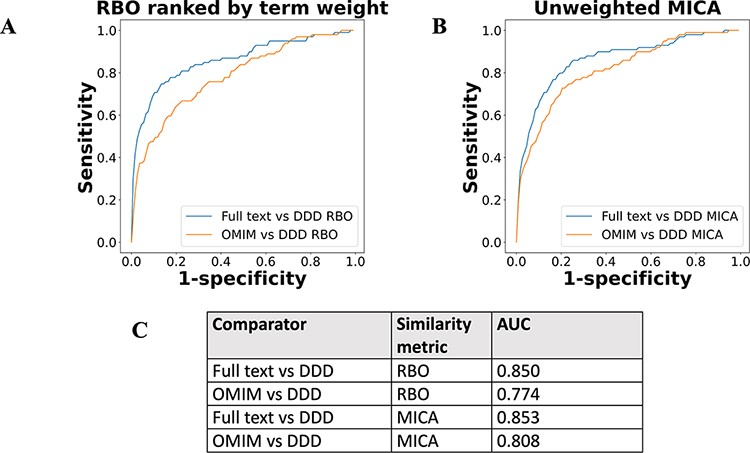 A
RBO ranked by term weight
Sensitivity
1.0
0.8
0.6
0.4
0.2
0.0
Full text vs DDD RBO
OMIM vs DDD RBO
0.0 0.2 0.4 0.6 0.8 1.0
1-specificity
B
Unweighted MICA
Sensitivity
1.0
0.8
0.6
0.4
0.2
0.0
Full text vs DDD MICA
OMIM vs DDD MICA
0.0 0.2 0.4 0.6 0.8 1.0
1-specificity
C
Comparator Similarity metric AUC
Full text vs DDD RBO 0.850
OMIM vs DDD RBO 0.774
Full text vs DDD MICA 0.853
OMIM vs DDD MICA 0.808